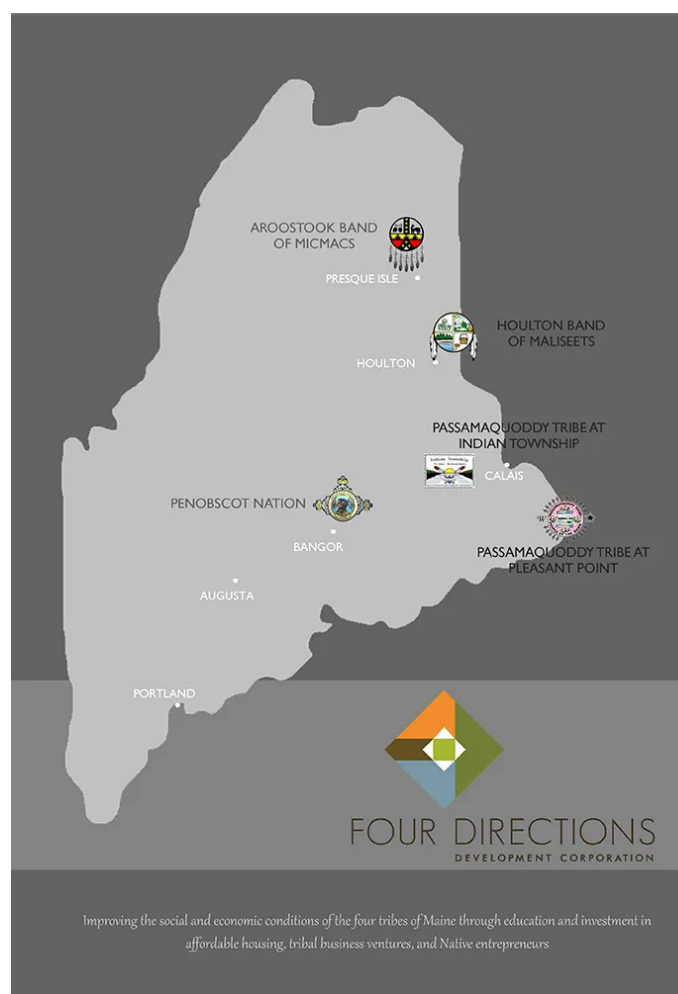 AROOSTOOK BAND
OF MICMACS
PRESQUE ISLE
HOULTON BAND
OF MALISEETS
HOULTON
PASSAMAQUODDY TRIBE AT
INDIAN TOWNSHIP
Indian Township
CALAIS
PENOBSCOT NATION
W
BANGOR
PASSAMAQUODDY TRIBE AT
PLEASANT POINT
AUGUSTA
PORTLAND
FOUR DIRECTIONS
DEVELOPMENT CORPORATION
Improving the social and economic conditions of the four tribes of Maine through education and investment in
affordable housing, tribal business ventures, and Native entrepreneurs